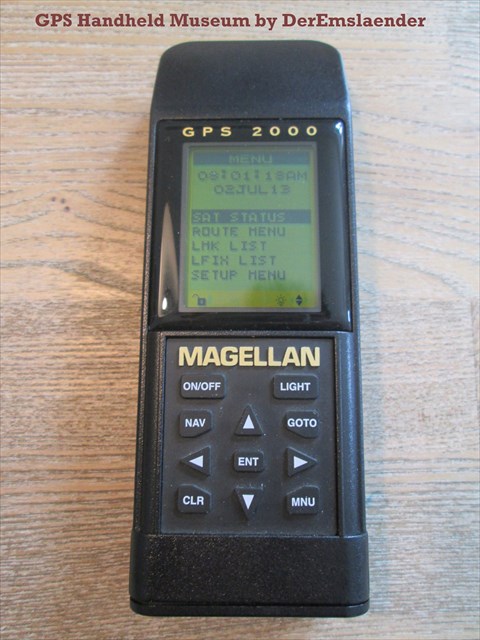 GPS Handheld Museum by DerEmslaender
GPS 2000
MENU
09:01:18AM
02JUL13
SAT STATUS
ROUTE MENU
LMK LIST
LFIX LIST
SETUP MENU
MAGELLAN
ON/OFF LIGHT
NAV GOTO
ENT
CLR MNU